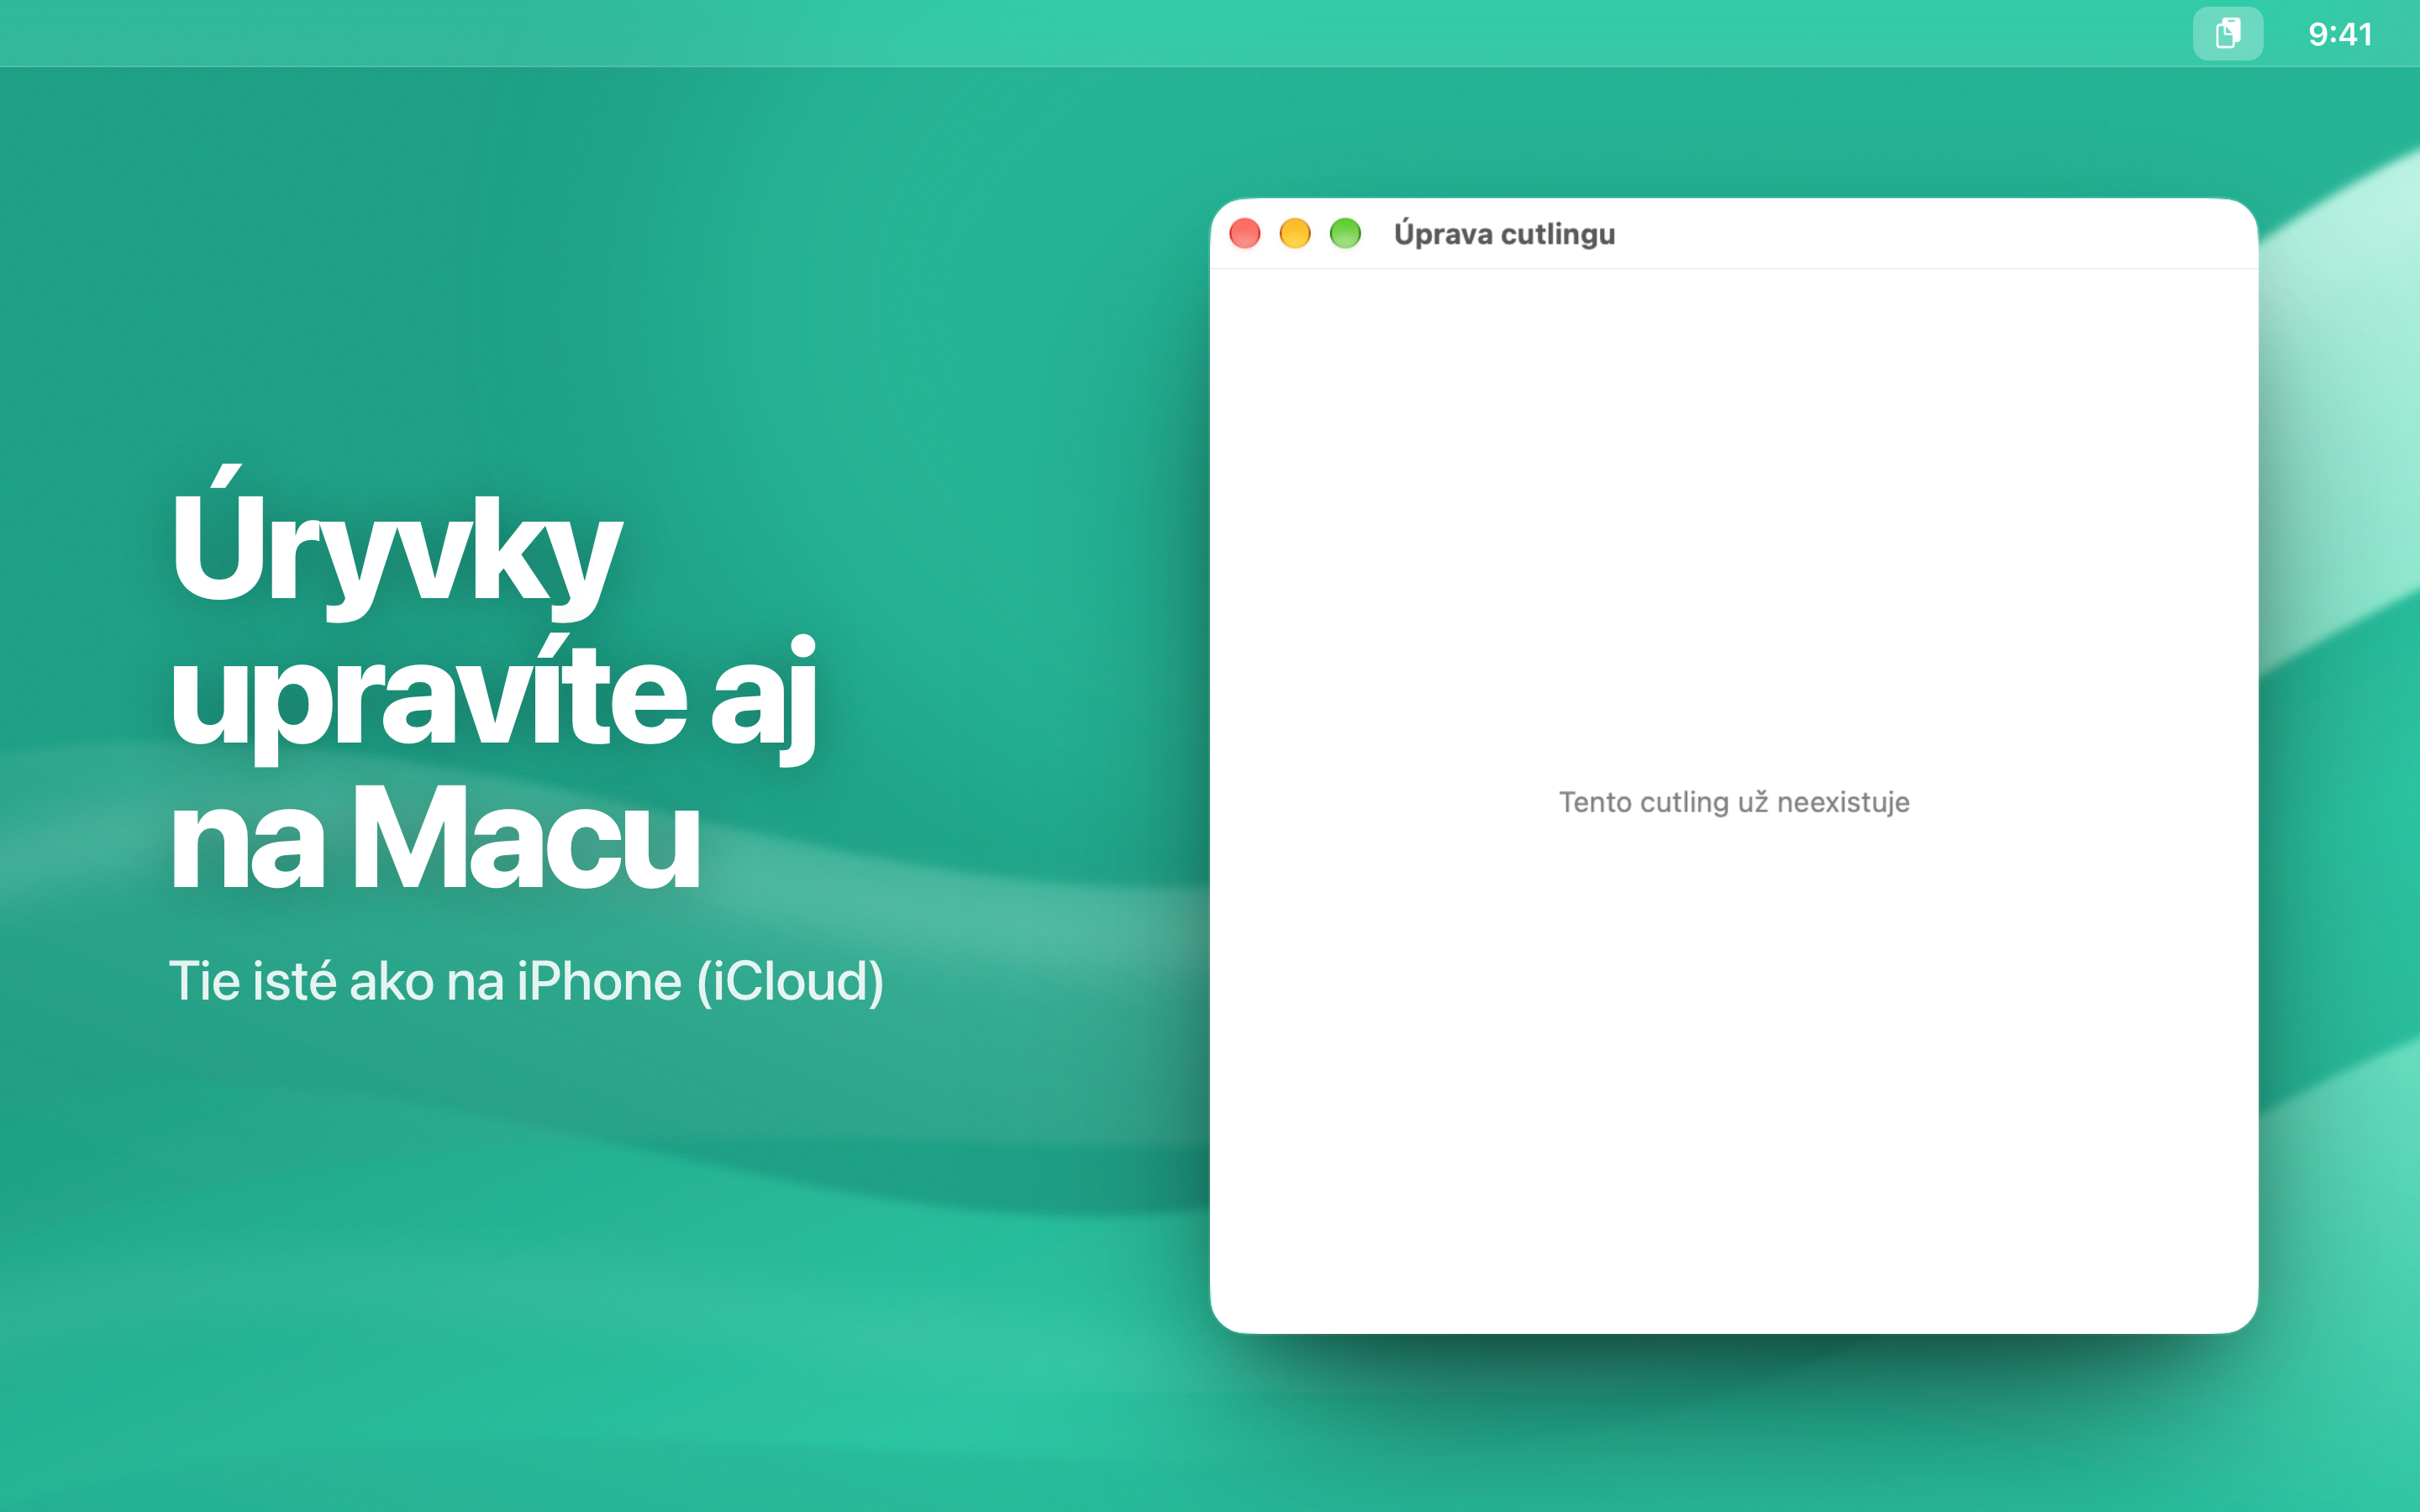 9:41
Úprava cutlingu
Úryvky
upravíte aj
na Macu
Tie isté ako na iPhone (iCloud)
Tento cutling už neexistuje